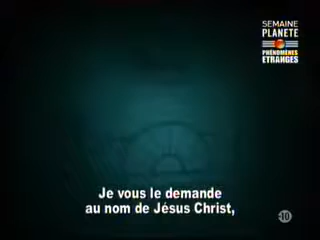 SEMAINE
PLANETE
PHÉNOMÈNES
ETRANGES
Je vous le demande
au nom de Jésus Christ,
-10